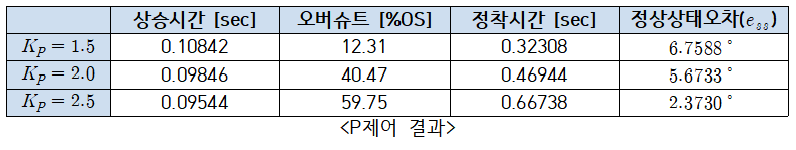 상승시간 [sec] 오버슈트 [%OS] 정착시간 [sec] 정상상태오차(e_ss)
K_P = 1.5 0.10842 12.31 0.32308 6.7588°
K_P = 2.0 0.09846 40.47 0.46944 5.6733°
K_P = 2.5 0.09544 59.75 0.66738 2.3730°
<P제어 결과>